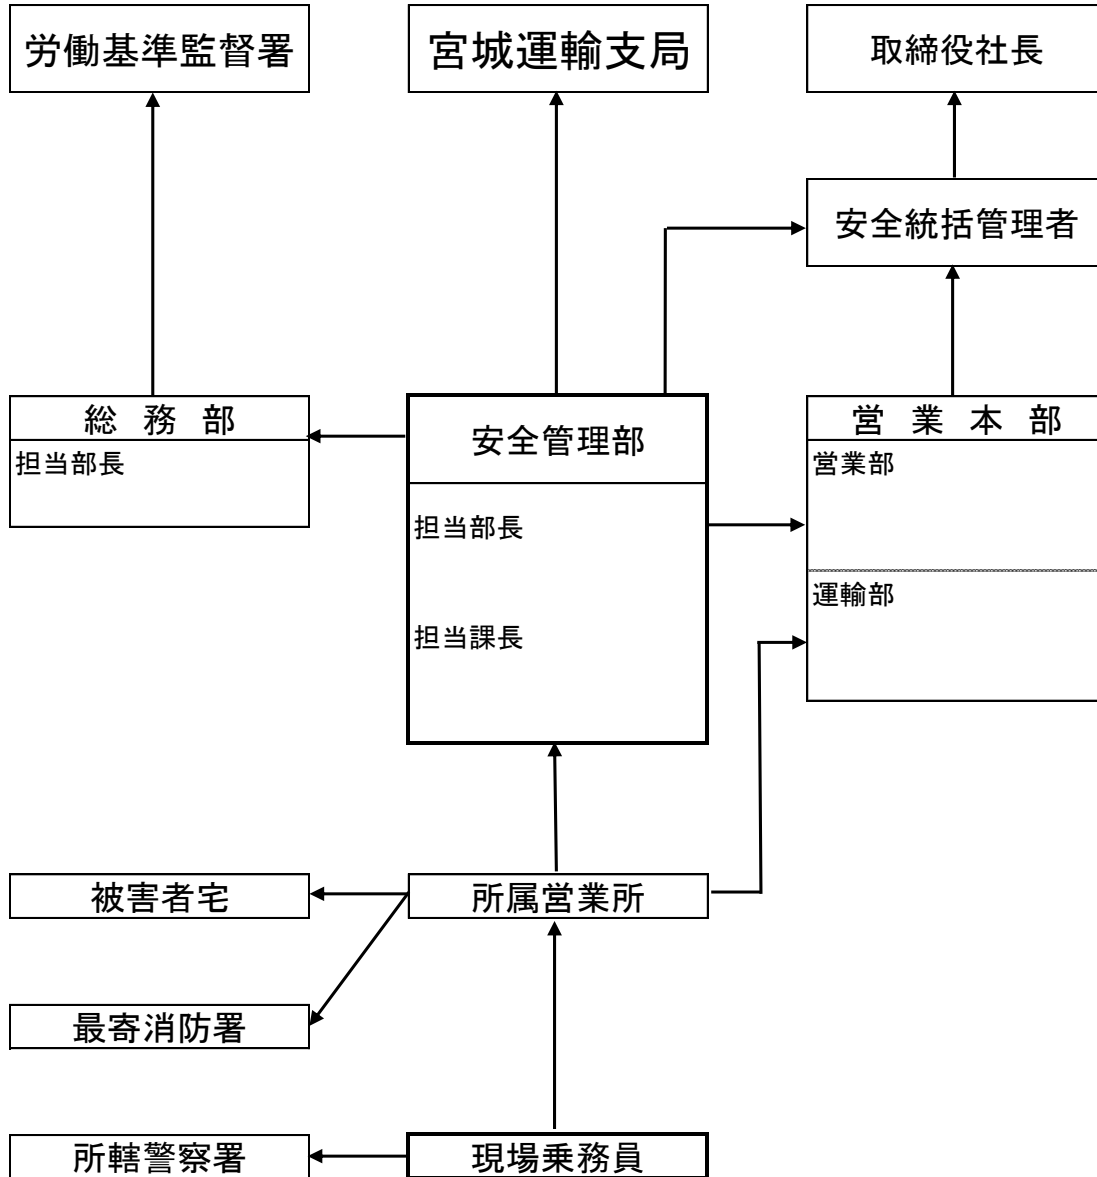 労働基準監督署
宮城運輸支局
取締役社長
安全統括管理者
総務部
担当部長
安全管理部
担当部長
担当課長
営業本部
営業部
運輸部
被害者宅
所属営業所
最寄消防署
所轄警察署
現場乗務員